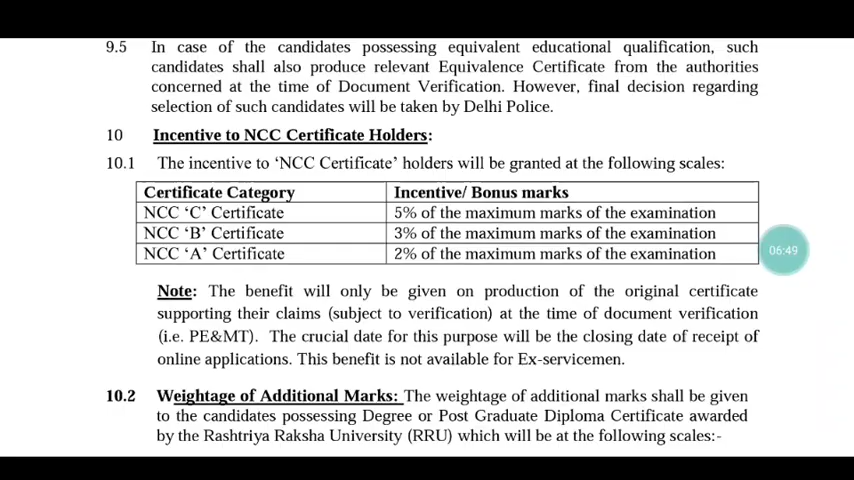 9.5 In case of the candidates possessing equivalent educational qualification, such
candidates shall also produce relevant Equivalence Certificate from the authorities
concerned at the time of Document Verification. However, final decision regarding
selection of such candidates will be taken by Delhi Police.
10 Incentive to NCC Certificate Holders:
10.1 The incentive to ‘NCC Certificate’ holders will be granted at the following scales:
Certificate Category Incentive/ Bonus marks
NCC ‘C’ Certificate 5% of the maximum marks of the examination
NCC ‘B’ Certificate 3% of the maximum marks of the examination
NCC ‘A’ Certificate 2% of the maximum marks of the examination
06:49
Note: The benefit will only be given on production of the original certificate
supporting their claims (subject to verification) at the time of document verification
(i.e. PE&MT). The crucial date for this purpose will be the closing date of receipt of
online applications. This benefit is not available for Ex-servicemen.
10.2 Weightage of Additional Marks: The weightage of additional marks shall be given
to the candidates possessing Degree or Post Graduate Diploma Certificate awarded
by the Rashtriya Raksha University (RRU) which will be at the following scales:-